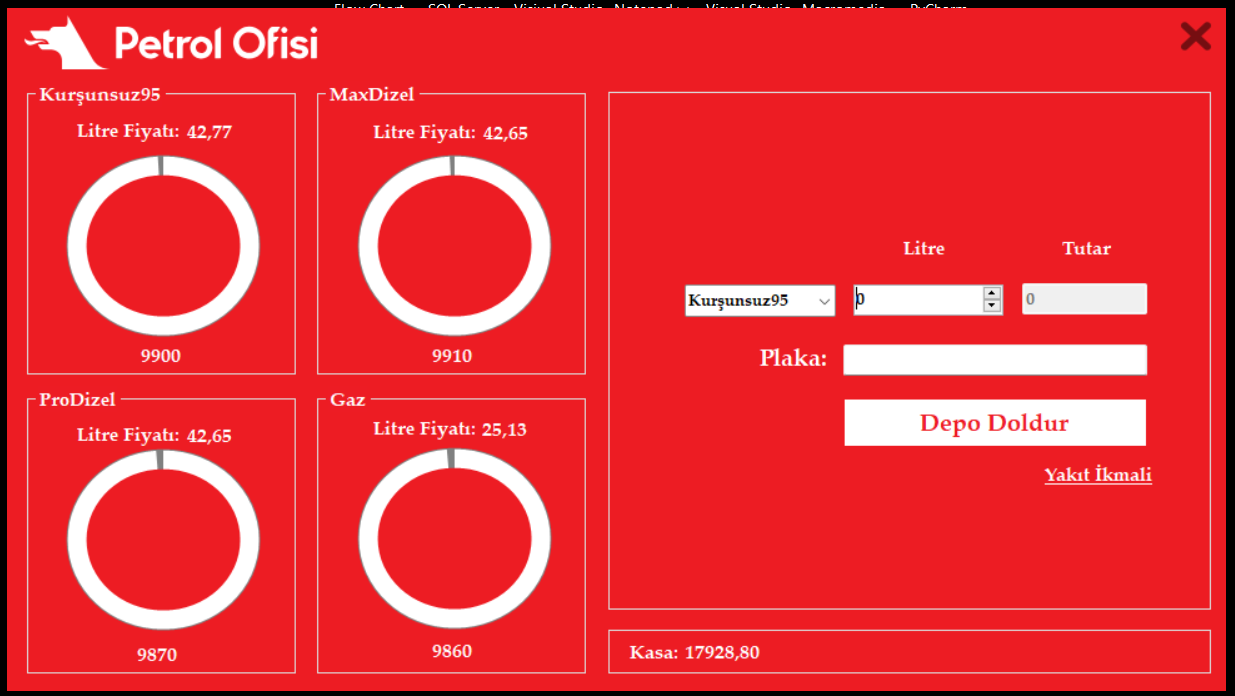 Petrol Ofisi
Kurşunsuz95
Litre Fiyatı: 42,77
9900
MaxDizel
Litre Fiyatı: 42,65
9910
ProDizel
Litre Fiyatı: 42,65
9870
Gaz
Litre Fiyatı: 25,13
9860
Litre Tutar
Kurşunsuz95 0 0
Plaka:
Depo Doldur
Yakıt İkmali
Kasa: 17928,80